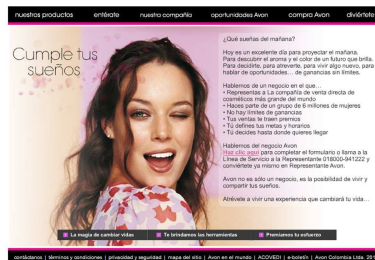 nuestros productos entérate nuestra compañía oportunidades Avon compra Avon diviértete
Cumple tus
sueños
¿Qué sueñas del mañana?
Hoy es un excelente día para proyectar el mañana.
Para descubrir el aroma y el color de un futuro que brilla.
Para decidirte, para atreverte, para vivir algo nuevo, para
hablar de oportunidades... de ganancias sin límites.
Hablemos de un negocio en el que...
• Representas a La compañía de venta directa de
cosméticos más grande del mundo
• Haces parte de un grupo de 6 millones de mujeres
• No hay límites de ganancias
• Tus ventas te traen premios
• Tú defines tus metas y horarios
• Tú decides hasta donde quieres llegar
Hablemos del negocio Avon
Haz clic aquí para completar el formulario o llama a la
Línea de Servicio a la Representante 018000-941222 y
conviértete ya mismo en Representante Avon.
Avon no es sólo un negocio, es la posibilidad de vivir y
compartir tus sueños.
Atrévete a vivir una experiencia que cambiará tu vida...
La magia de cambiar vidas Te brindamos las herramientas Premiamos tu esfuerzo
contáctanos | términos y condiciones | privacidad y seguridad | mapa del sitio | Avon en el mundo | ACOVEDI | e-boletín | Avon Colombia Ltda. 201